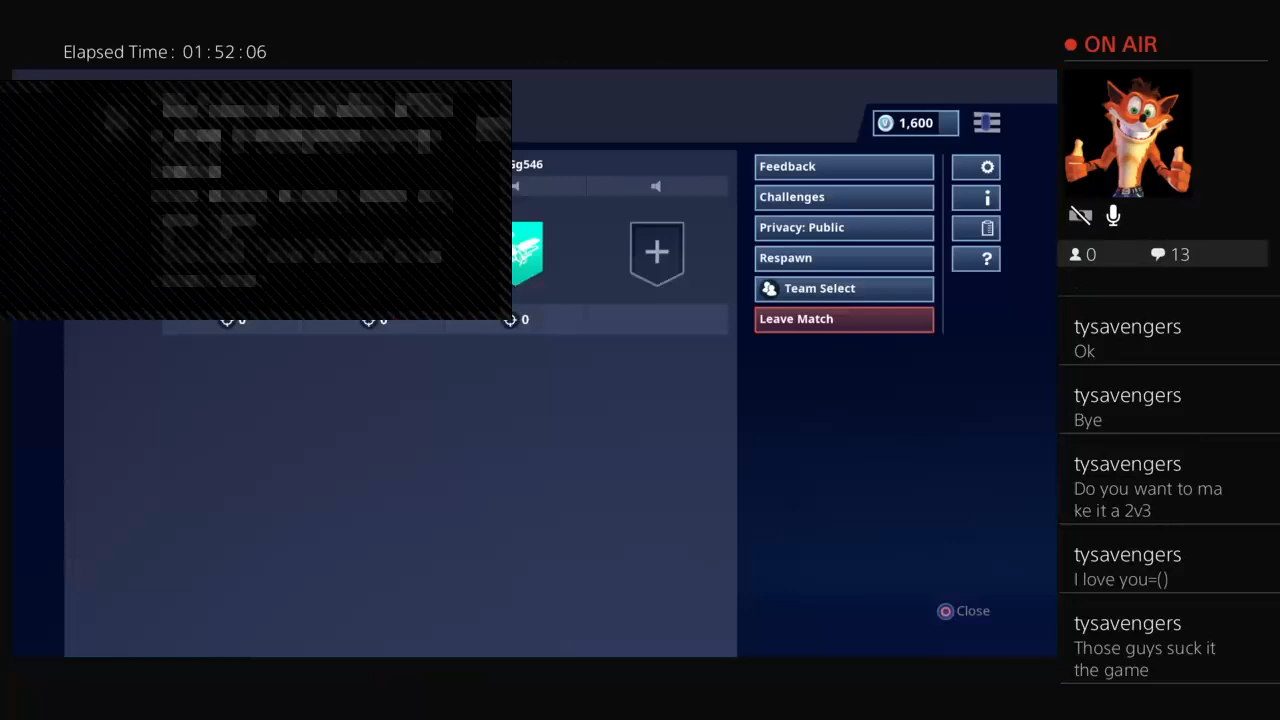 Elapsed Time: 01:52:06
ON AIR
1,600
Feedback
Challenges
Privacy: Public
Respawn
Team Select
Leave Match
i
?
0
0 13
tysavengers
Ok
tysavengers
Bye
tysavengers
Do you want to ma
ke it a 2v3
tysavengers
I love you=()
tysavengers
Those guys suck it
the game
Close